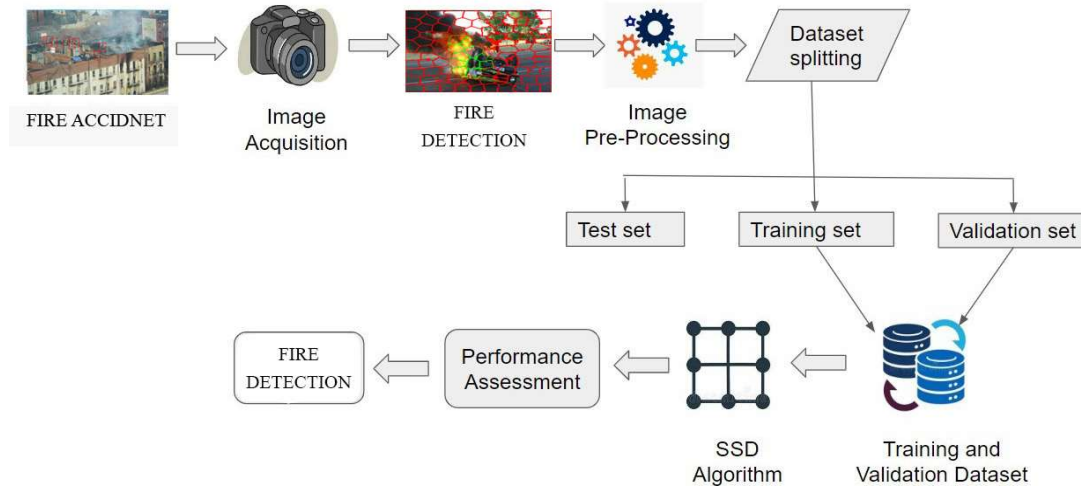 FIRE ACCIDNET
Image
Acquisition
FIRE
DETECTION
Image
Pre-Processing
Dataset
splitting
Test set
Training set
Validation set
FIRE
DETECTION
Performance
Assessment
SSD
Algorithm
Training and
Validation Dataset